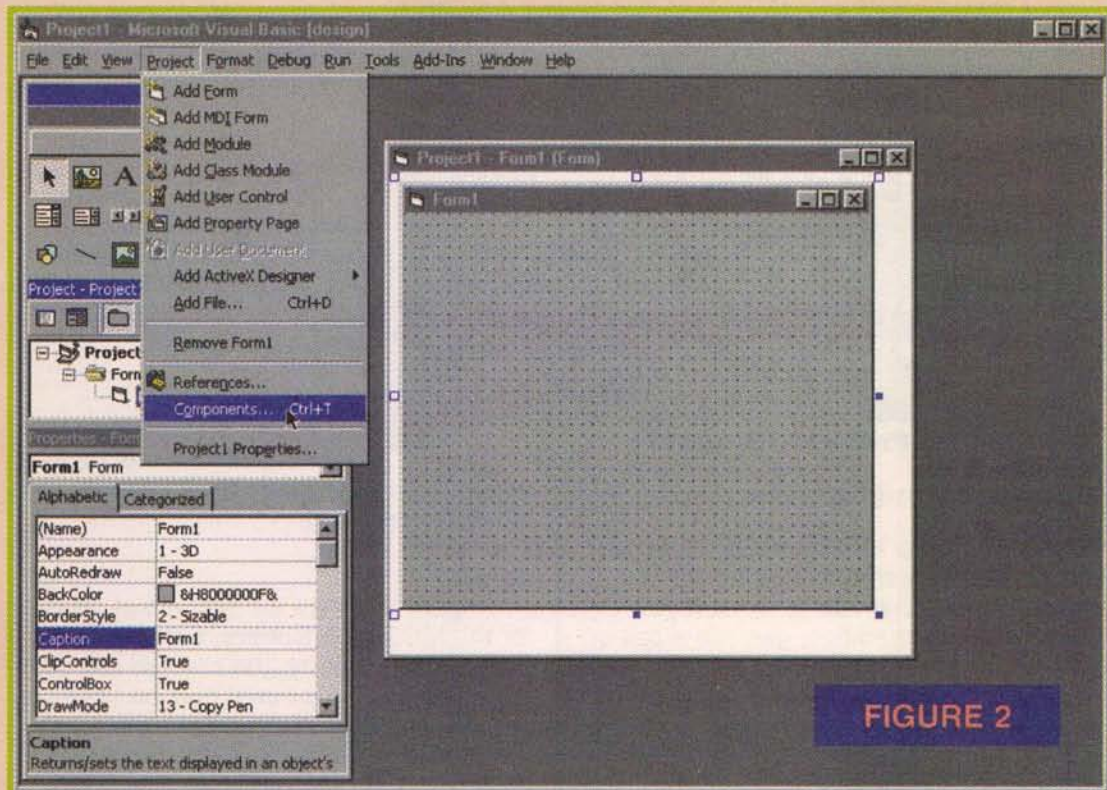 Project1 - Microsoft Visual Basic [design]
File Edit View Project Format Debug Run Tools Add-Ins Window Help
Add Form
Add MDI Form
Add Module
Add Class Module
Add User Control
Add Property Page
Add User Document
Add ActiveX Designer
Add File... Ctrl+D
Remove Form1
References...
Components... Ctrl+T
Project1 Properties...
A
Project - Project
Project
Form
Properties - Form
Form1 Form
Alphabetic Categorized
(Name) Form1
Appearance 1 - 3D
AutoRedraw False
BackColor &H8000000F&
BorderStyle 2 - Sizable
Caption Form1
ClipControls True
ControlBox True
DrawMode 13 - Copy Pen
Caption
Returns/sets the text displayed in an object's
Project1 - Form1 (Form)
Form1
FIGURE 2